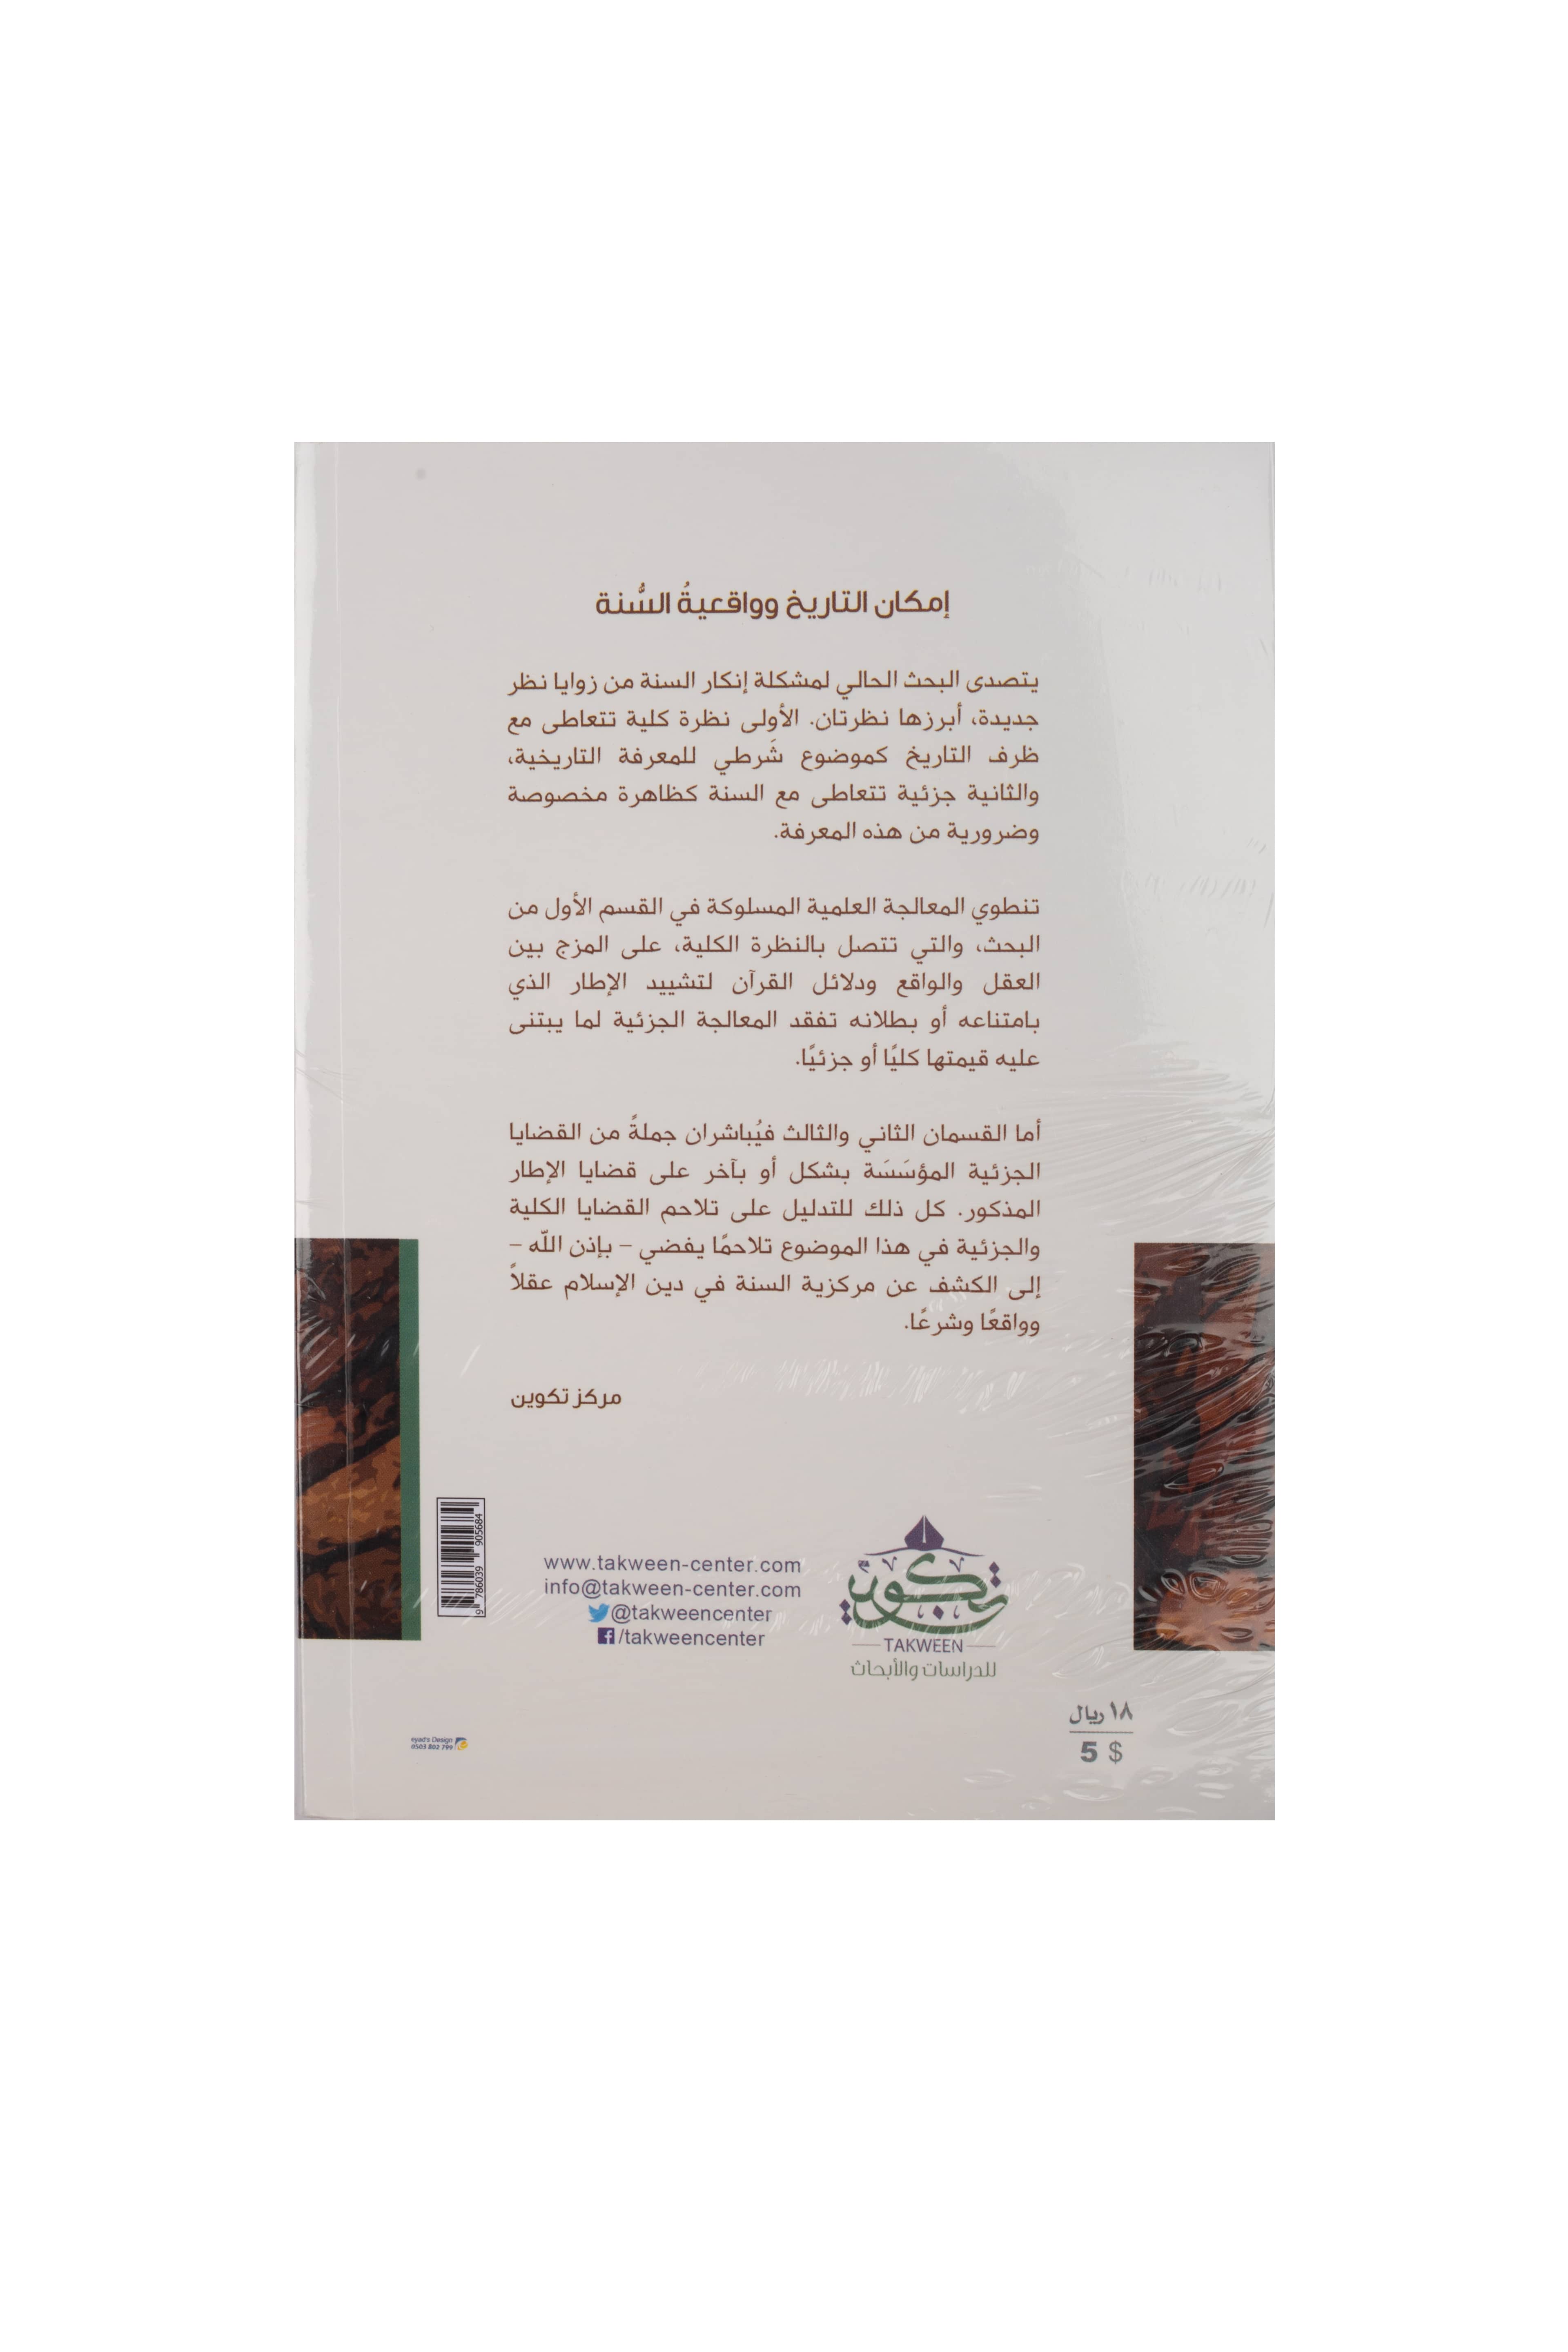 إمكان التاريخ وواقعيةُ السُّنة
يتصدى البحث الحالي لمشكلة إنكار السنة من زوايا نظر
جديدة، أبرزها نظرتان. الأولى نظرة كلية تتعاطى مع
ظرف التاريخ كموضوع شَرطي للمعرفة التاريخية،
والثانية جزئية تتعاطى مع السنة كظاهرة مخصوصة
وضرورية من هذه المعرفة.
تنطوي المعالجة العلمية المسلوكة في القسم الأول من
البحث، والتي تتصل بالنظرة الكلية، على المزج بين
العقل والواقع ودلائل القرآن لتشييد الإطار الذي
بامتناعه أو بطلانه تفقد المعالجة الجزئية لما يبتنى
عليه قيمتها كليًا أو جزئيًا.
أما القسمان الثاني والثالث فيُباشران جملةً من القضايا
الجزئية المؤسَسَة بشكل أو بآخر على قضايا الإطار
المذكور. كل ذلك للتدليل على تلاحم القضايا الكلية
والجزئية في هذا الموضوع تلاحمًا يفضي – بإذن الله –
إلى الكشف عن مركزية السنة في دين الإسلام عقلاً
وواقعًا وشرعًا.
مركز تكوين
www.takween-center.com
info@takween-center.com
@takweencenter
/takweencenter
تكوين
TAKWEEN
للدراسات والأبحاث
9 786039 905684
١٨ ريال
5 $
eyad's Design
0503 802 799